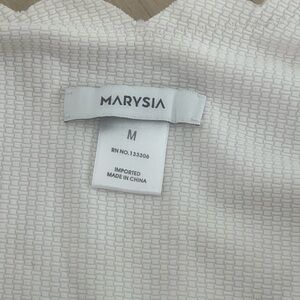 MARYSIA
M
RN NO.133306
IMPORTED
MADE IN CHINA